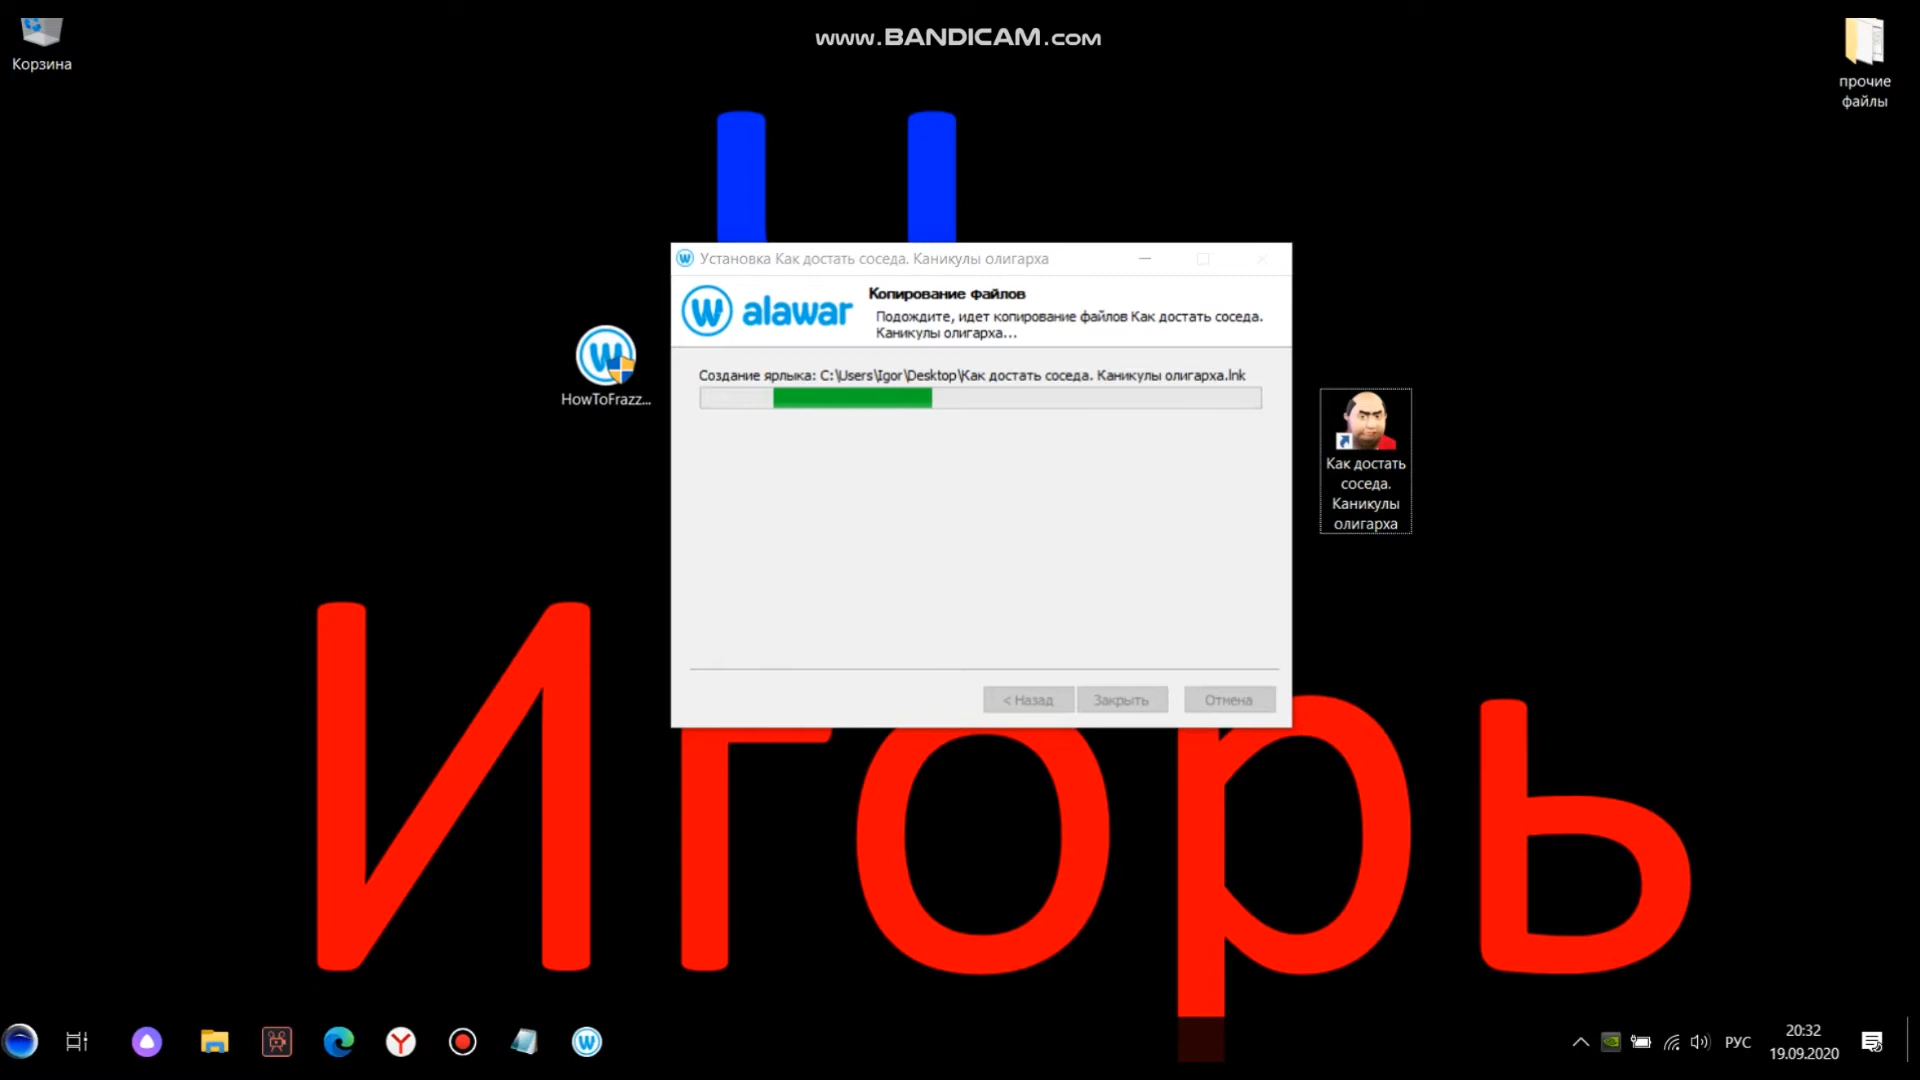 www.BANDICAM.com
Корзина
прочие
файлы
Установка Как достать соседа. Каникулы олигарха
W alawar
Копирование файлов
Подождите, идет копирование файлов Как достать соседа.
Каникулы олигарха...
Создание ярлыка: C:\Users\Igor\Desktop\Как достать соседа. Каникулы олигарха.lnk
HowToFrazz...
Как достать
соседа.
Каникулы
олигарха
< Назад
Закрыть
Отмена
Игорь
РУС
20:32
19.09.2020